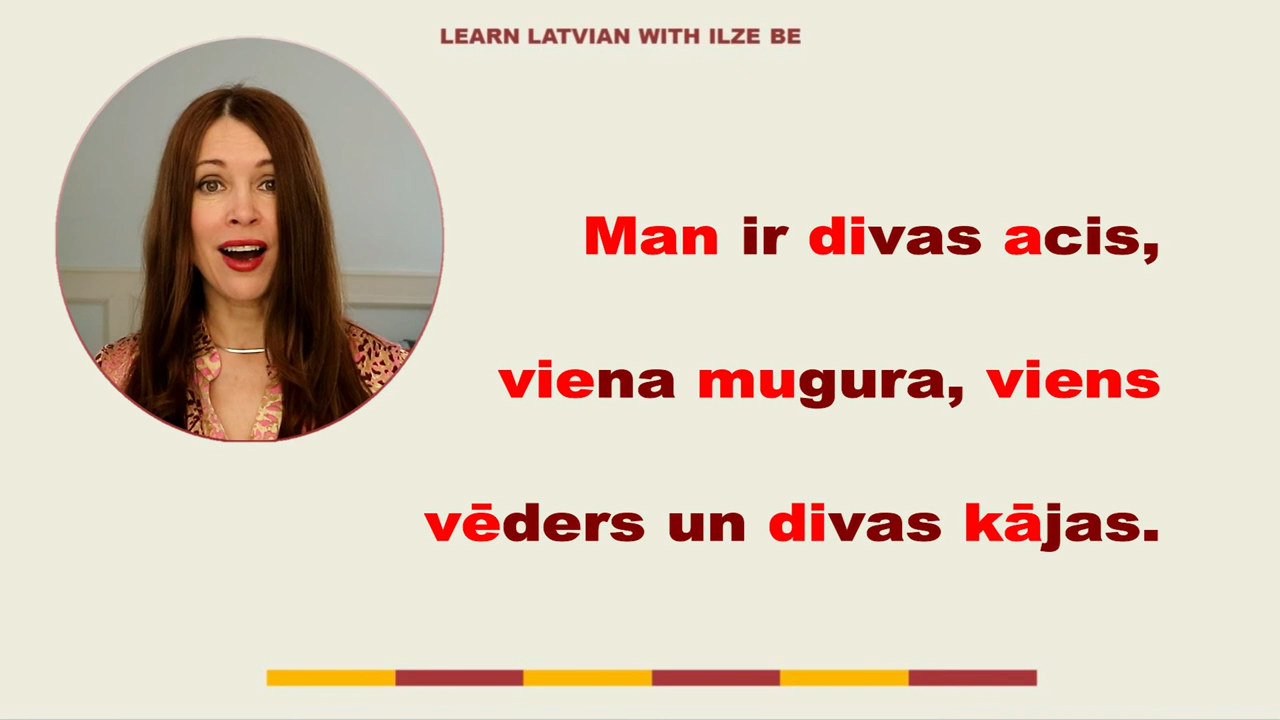 LEARN LATVIAN WITH ILZE BE
Man ir divas acis,
viena mugura, viens
vēders un divas kājas.